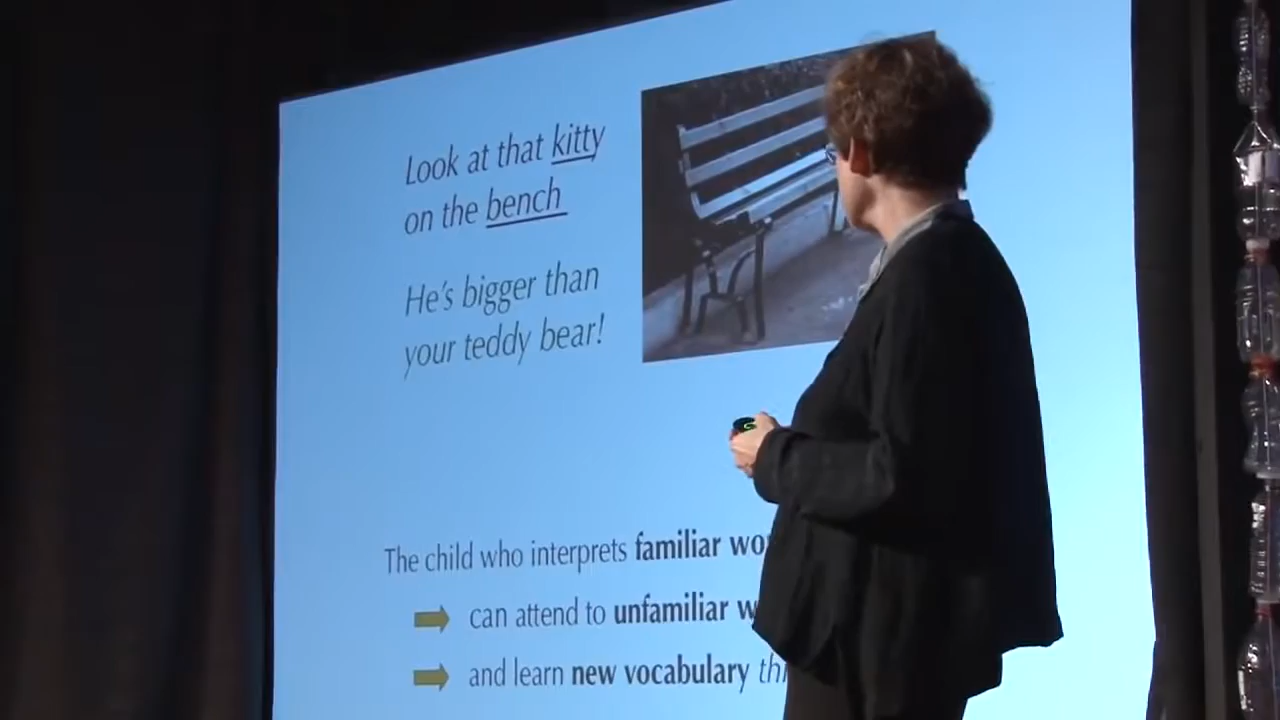 Look at that kitty
on the bench
He's bigger than
your teddy bear!
The child who interprets familiar
can attend to unfamiliar
and learn new vocabulary